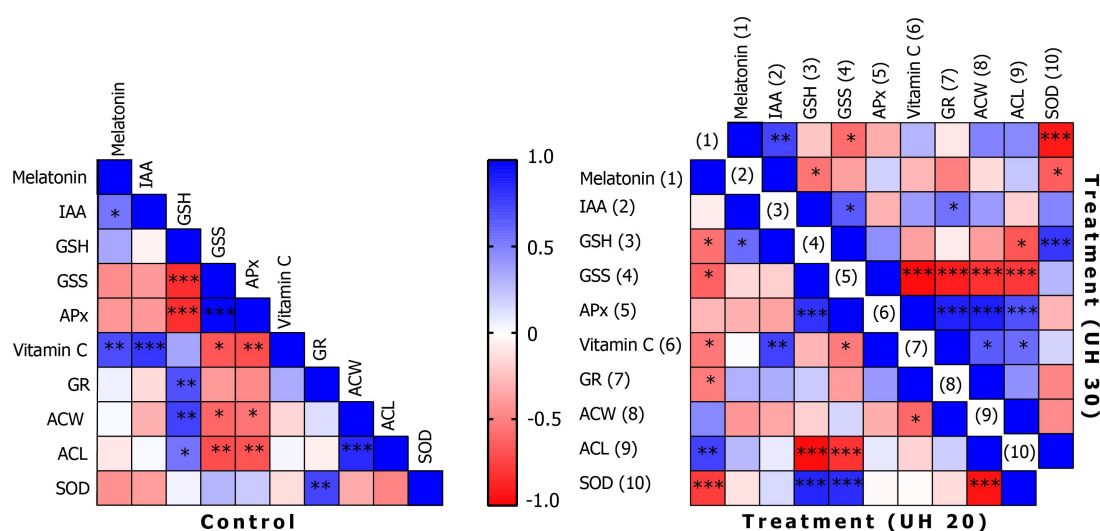 Melatonin
IAA
GSH
GSS
APx
Vitamin C
GR
ACW
ACL
SOD
Melatonin
IAA *
GSH
GSS ***
APx *** ***
Vitamin C ** *** * **
GR **
ACW ** * *
ACL * ** ** ***
SOD **
Control
1.0
0.5
0
-0.5
-1.0
Melatonin (1)
IAA (2)
GSH (3)
GSS (4)
APx (5)
Vitamin C (6)
GR (7)
ACW (8)
ACL (9)
SOD (10)
(1) ** * ***
Melatonin (1) (2) * *
IAA (2) (3) * *
GSH (3) * * (4) * ***
GSS (4) * (5) *** *** *** ***
APx (5) *** (6) *** *** ***
Vitamin C (6) * ** * (7) * *
GR (7) * (8)
ACW (8) * (9)
ACL (9) ** *** *** (10)
SOD (10) *** *** *** ***
Treatment (UH 20)
Treatment (UH 30)